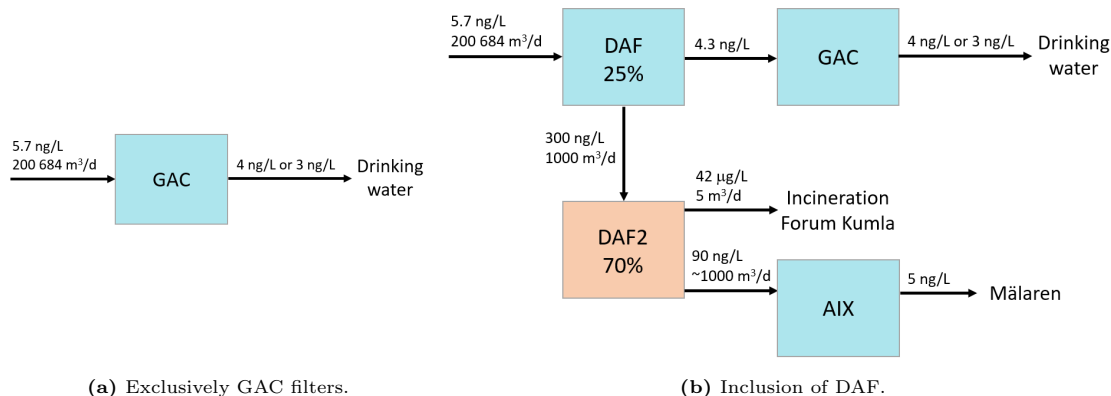 5.7 ng/L
200 684 m³/d
GAC
4 ng/L or 3 ng/L
Drinking
water
(a) Exclusively GAC filters.
5.7 ng/L
200 684 m³/d
DAF
25%
4.3 ng/L
GAC
4 ng/L or 3 ng/L
Drinking
water
300 ng/L
1000 m³/d
DAF2
70%
42 µg/L
5 m³/d
Incineration
Forum Kumla
90 ng/L
~1000 m³/d
AIX
5 ng/L
Mälaren
(b) Inclusion of DAF.